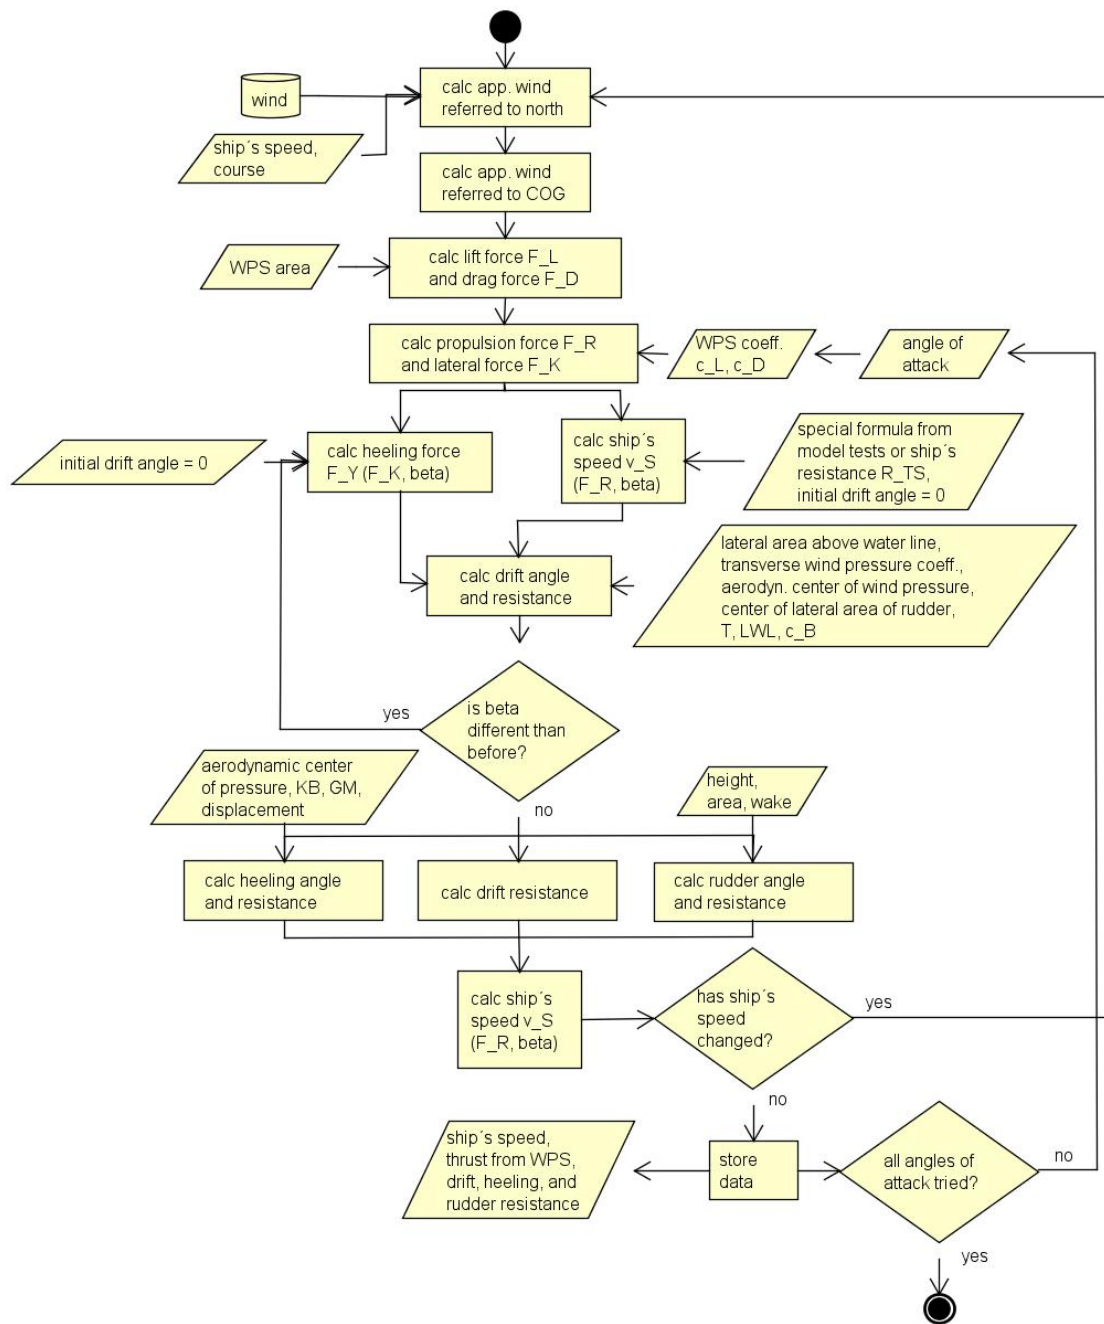 calc app. wind
referred to north
wind
ship´s speed,
course
calc app. wind
referred to COG
WPS area
calc lift force F_L
and drag force F_D
calc propulsion force F_R
and lateral force F_K
WPS coeff.
c_L, c_D
angle of
attack
initial drift angle = 0
calc heeling force
F_Y (F_K, beta)
calc ship´s
speed v_S
(F_R, beta)
special formula from
model tests or ship´s
resistance R_TS,
initial drift angle = 0
calc drift angle
and resistance
lateral area above water line,
transverse wind pressure coeff.,
aerodyn. center of wind pressure,
center of lateral area of rudder,
T, LWL, c_B
yes
is beta
different than
before?
no
aerodynamic center
of pressure, KB, GM,
displacement
height,
area, wake
calc heeling angle
and resistance
calc drift resistance
calc rudder angle
and resistance
calc ship´s
speed v_S
(F_R, beta)
has ship´s
speed
changed?
yes
no
ship´s speed,
thrust from WPS,
drift, heeling, and
rudder resistance
store
data
all angles of
attack tried?
no
yes